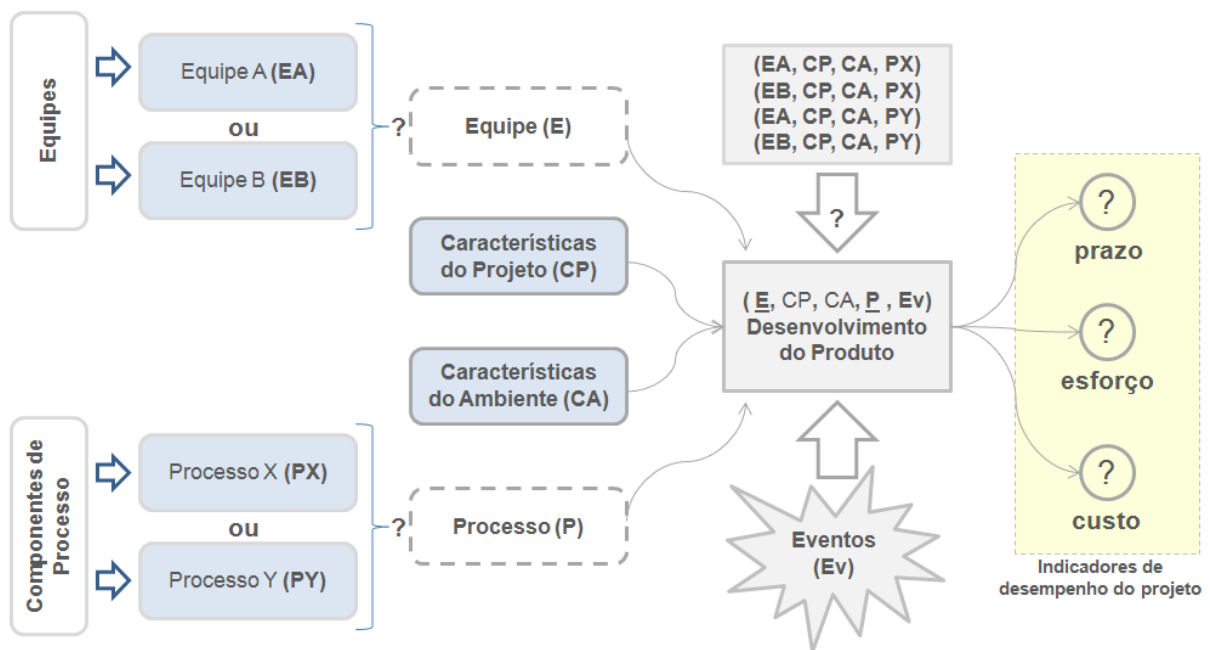 Equipes
Equipe A (EA)
ou
Equipe B (EB)
?
Equipe (E)
Características
do Projeto (CP)
Características
do Ambiente (CA)
Componentes de
Processo
Processo X (PX)
ou
Processo Y (PY)
?
Processo (P)
(EA, CP, CA, PX)
(EB, CP, CA, PX)
(EA, CP, CA, PY)
(EB, CP, CA, PY)
?
( E, CP, CA, P , Ev)
Desenvolvimento
do Produto
Eventos
(Ev)
?
prazo
?
esforço
?
custo
Indicadores de
desempenho do projeto